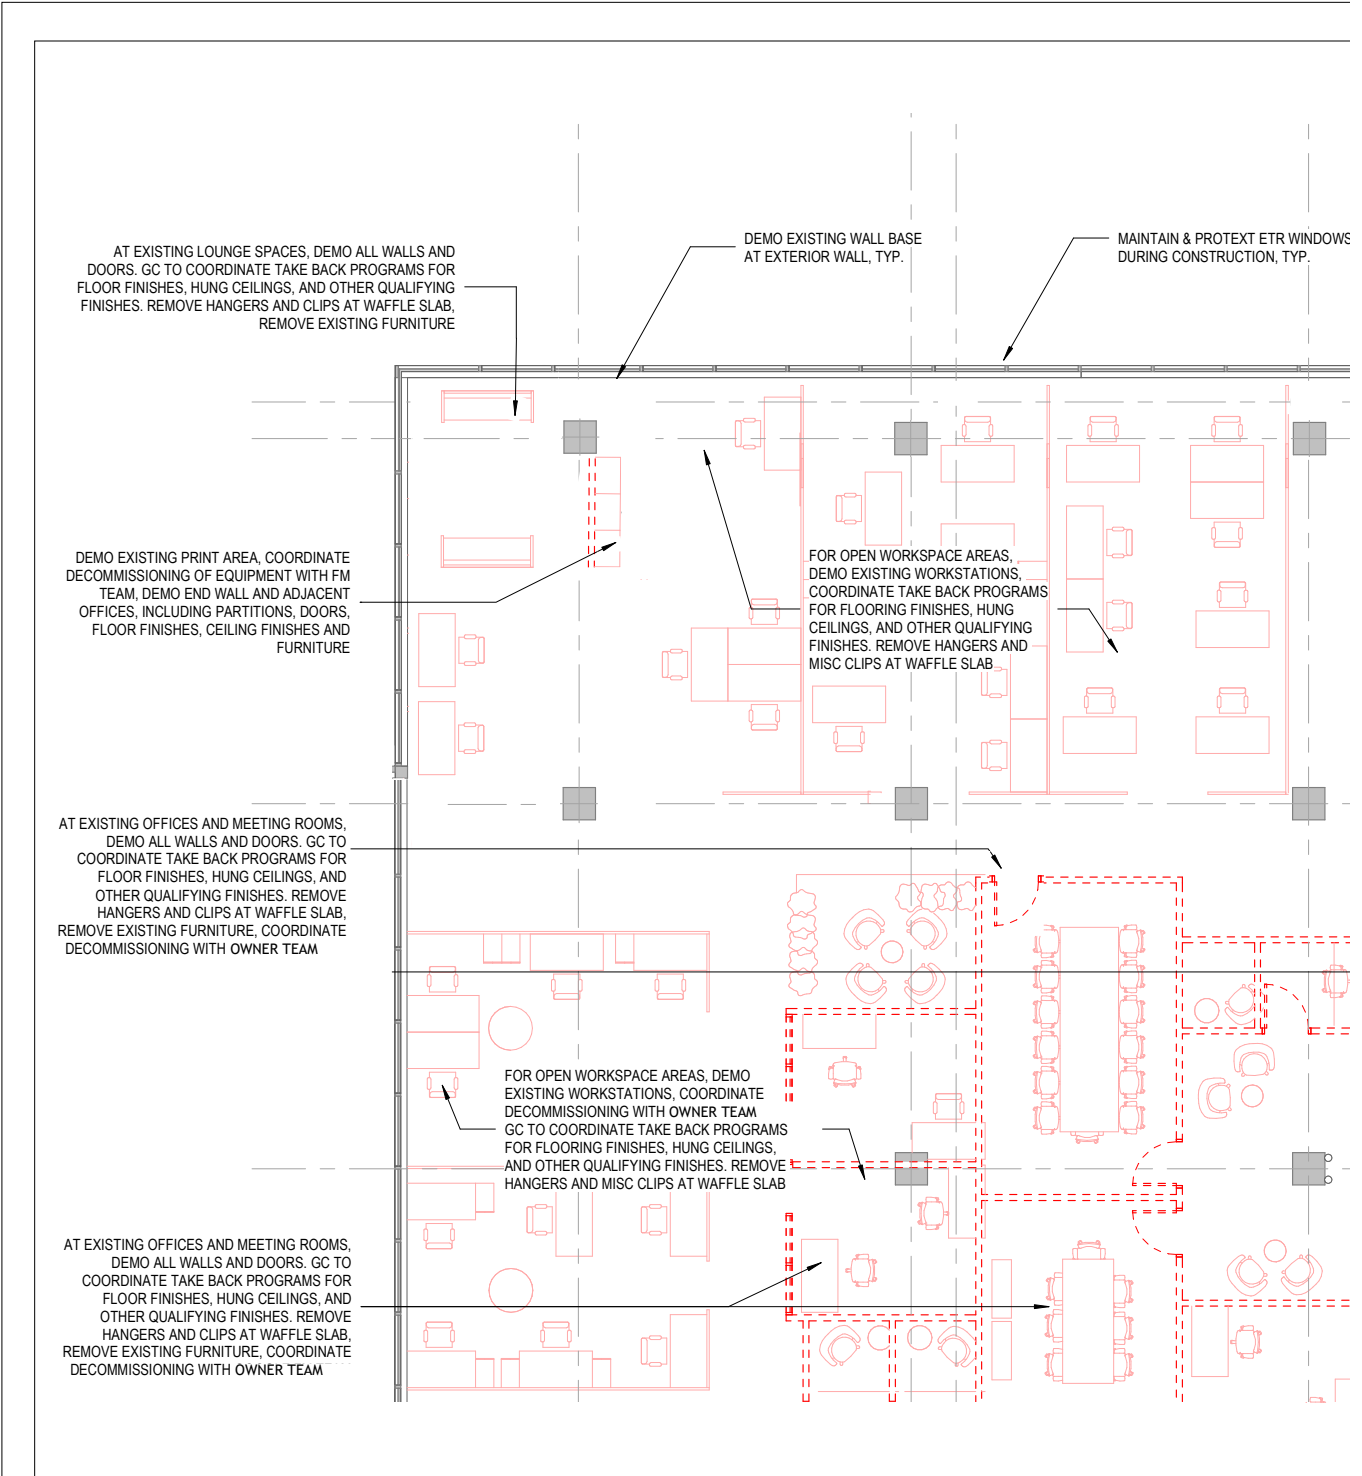 AT EXISTING LOUNGE SPACES, DEMO ALL WALLS AND
DOORS. GC TO COORDINATE TAKE BACK PROGRAMS FOR
FLOOR FINISHES, HUNG CEILINGS, AND OTHER QUALIFYING
FINISHES. REMOVE HANGERS AND CLIPS AT WAFFLE SLAB,
REMOVE EXISTING FURNITURE
DEMO EXISTING WALL BASE
AT EXTERIOR WALL, TYP.
MAINTAIN & PROTEXT ETR WINDOWS
DURING CONSTRUCTION, TYP.
DEMO EXISTING PRINT AREA, COORDINATE
DECOMMISSIONING OF EQUIPMENT WITH FM
TEAM, DEMO END WALL AND ADJACENT
OFFICES, INCLUDING PARTITIONS, DOORS,
FLOOR FINISHES, CEILING FINISHES AND
FURNITURE
FOR OPEN WORKSPACE AREAS,
DEMO EXISTING WORKSTATIONS,
COORDINATE TAKE BACK PROGRAMS
FOR FLOORING FINISHES, HUNG
CEILINGS, AND OTHER QUALIFYING
FINISHES. REMOVE HANGERS AND
MISC CLIPS AT WAFFLE SLAB
AT EXISTING OFFICES AND MEETING ROOMS,
DEMO ALL WALLS AND DOORS. GC TO
COORDINATE TAKE BACK PROGRAMS FOR
FLOOR FINISHES, HUNG CEILINGS, AND
OTHER QUALIFYING FINISHES. REMOVE
HANGERS AND CLIPS AT WAFFLE SLAB,
REMOVE EXISTING FURNITURE, COORDINATE
DECOMMISSIONING WITH OWNER TEAM
FOR OPEN WORKSPACE AREAS, DEMO
EXISTING WORKSTATIONS, COORDINATE
DECOMMISSIONING WITH OWNER TEAM
GC TO COORDINATE TAKE BACK PROGRAMS
FOR FLOORING FINISHES, HUNG CEILINGS,
AND OTHER QUALIFYING FINISHES. REMOVE
HANGERS AND MISC CLIPS AT WAFFLE SLAB
AT EXISTING OFFICES AND MEETING ROOMS,
DEMO ALL WALLS AND DOORS. GC TO
COORDINATE TAKE BACK PROGRAMS FOR
FLOOR FINISHES, HUNG CEILINGS, AND
OTHER QUALIFYING FINISHES. REMOVE
HANGERS AND CLIPS AT WAFFLE SLAB,
REMOVE EXISTING FURNITURE, COORDINATE
DECOMMISSIONING WITH OWNER TEAM